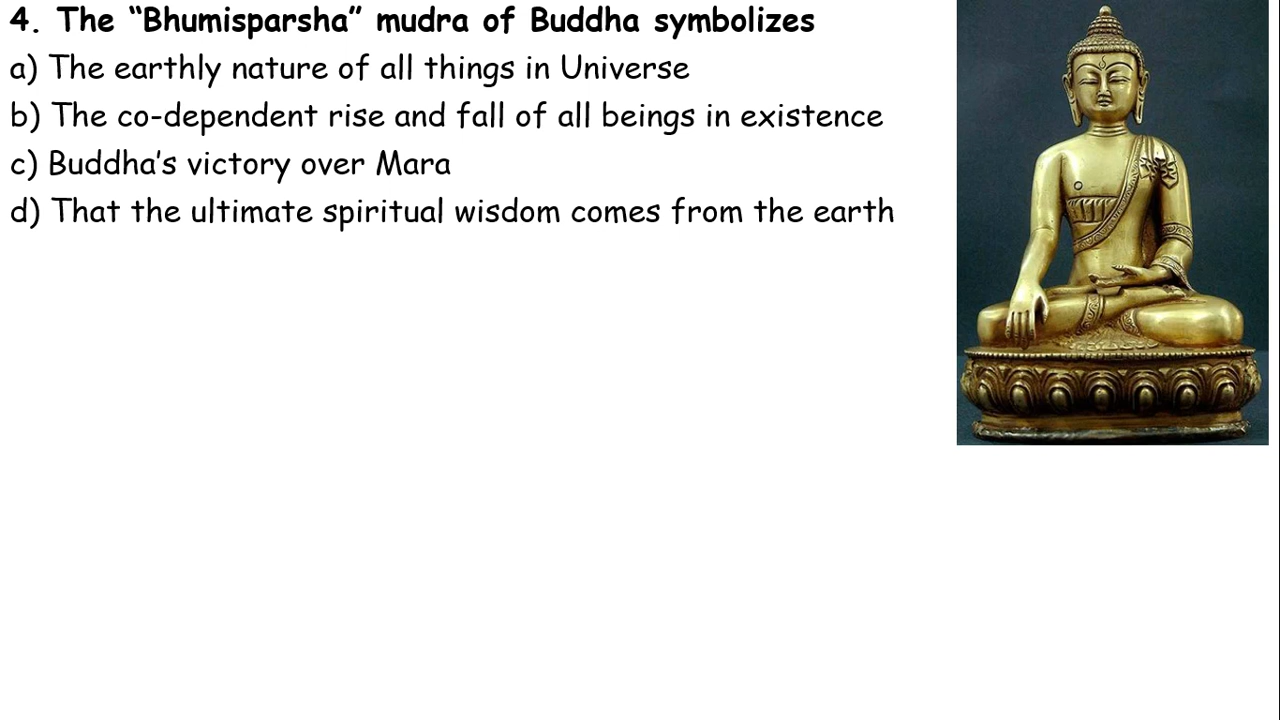 4. The “Bhumisparsha” mudra of Buddha symbolizes
a) The earthly nature of all things in Universe
b) The co-dependent rise and fall of all beings in existence
c) Buddha’s victory over Mara
d) That the ultimate spiritual wisdom comes from the earth